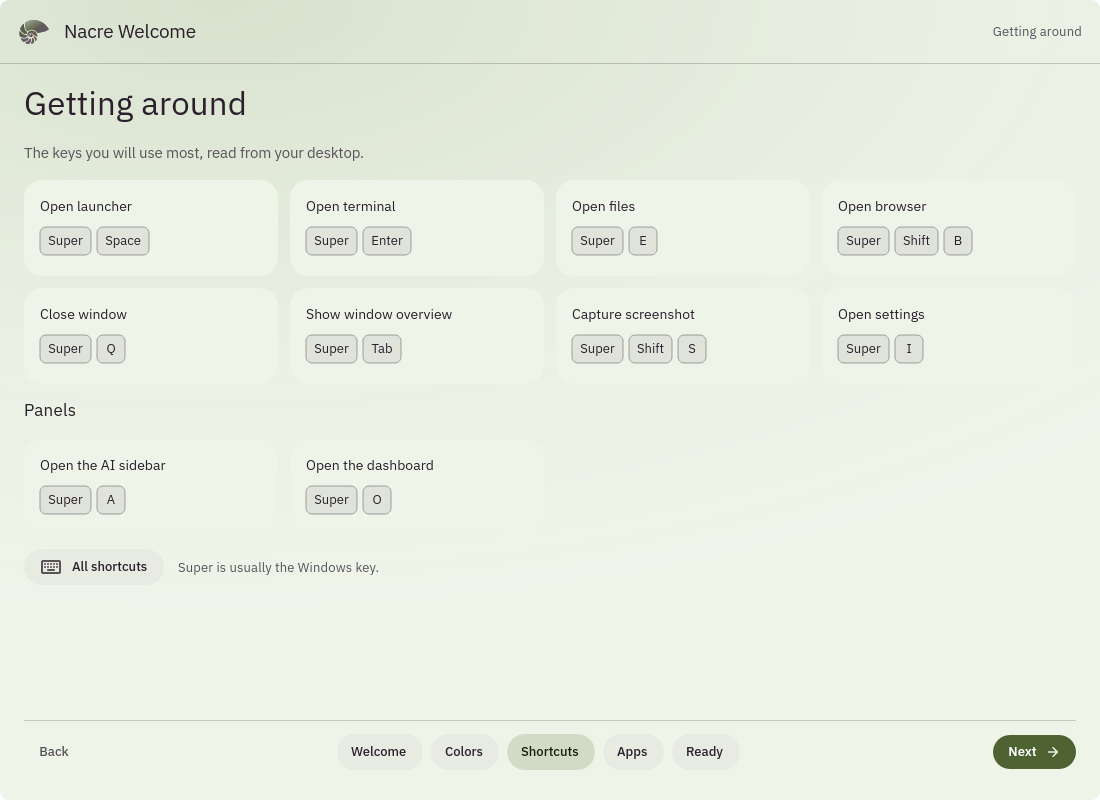 Nacre Welcome
Getting around
Getting around
The keys you will use most, read from your desktop.
Open launcher
Super Space
Open terminal
Super Enter
Open files
Super E
Open browser
Super Shift B
Close window
Super Q
Show window overview
Super Tab
Capture screenshot
Super Shift S
Open settings
Super I
Panels
Open the AI sidebar
Super A
Open the dashboard
Super O
All shortcuts
Super is usually the Windows key.
Back
Welcome
Colors
Shortcuts
Apps
Ready
Next